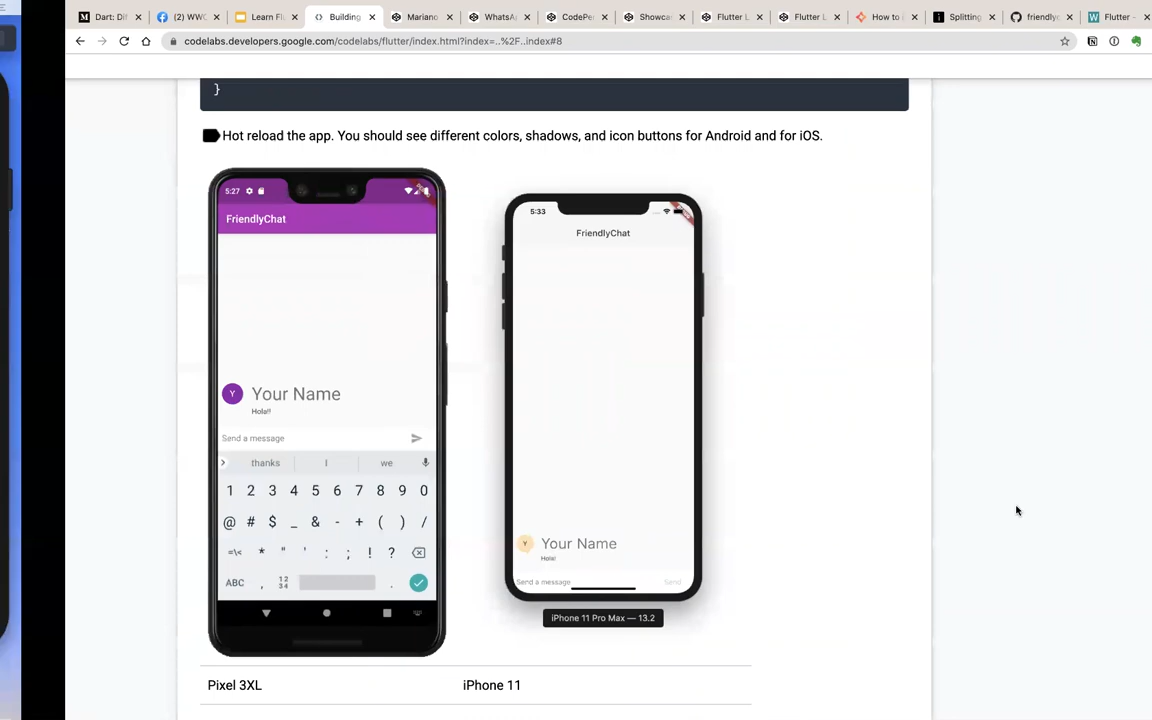 Dart: Dif
(2) WWC
Learn Flu
Building
Mariano
WhatsA
CodePe
Showca
Flutter L
Flutter L
How to i
Splitting
friendlyc
Flutter -
codelabs.developers.google.com/codelabs/flutter/index.html?index=..%2F..index#8
}
Hot reload the app. You should see different colors, shadows, and icon buttons for Android and for iOS.
5:27
FriendlyChat
Y
Your Name
Hola!!
Send a message
thanks
I
we
1 2 3 4 5 6 7 8 9 0
@ # $ _ & - + ( ) /
=\< * " ' : ; ! ?
ABC , 12 34 .
5:33
FriendlyChat
Y
Your Name
Hola!
Send a message
Send
iPhone 11 Pro Max — 13.2
Pixel 3XL
iPhone 11